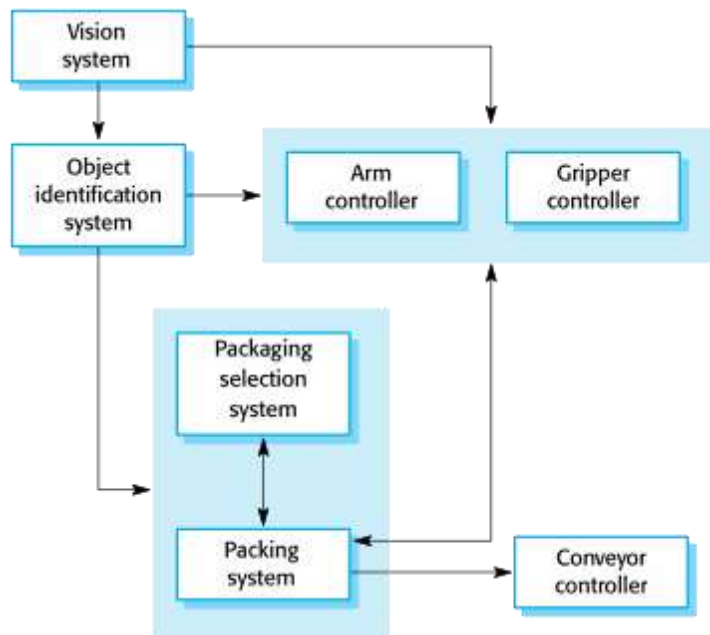 Vision
system
Object
identification
system
Arm
controller
Gripper
controller
Packaging
selection
system
Packing
system
Conveyor
controller